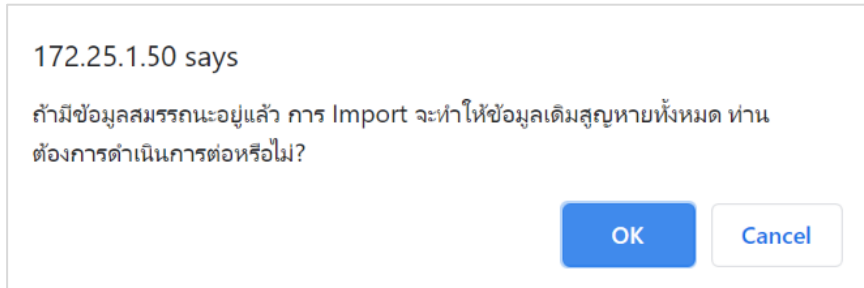 172.25.1.50 says
ถ้ามีข้อมูลสมรรถนะอยู่แล้ว การ Import จะทำให้ข้อมูลเดิมสูญหายทั้งหมด ท่าน
ต้องการดำเนินการต่อหรือไม่?
OK Cancel